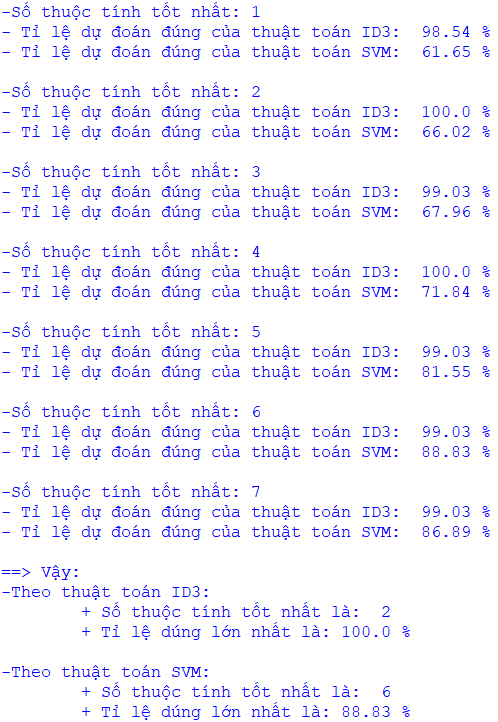 -Số thuộc tính tốt nhất: 1
- Tỉ lệ dự đoán đúng của thuật toán ID3:  98.54 %
- Tỉ lệ dự đoán đúng của thuật toán SVM:  61.65 %
-Số thuộc tính tốt nhất: 2
- Tỉ lệ dự đoán đúng của thuật toán ID3:  100.0 %
- Tỉ lệ dự đoán đúng của thuật toán SVM:  66.02 %
-Số thuộc tính tốt nhất: 3
- Tỉ lệ dự đoán đúng của thuật toán ID3:  99.03 %
- Tỉ lệ dự đoán đúng của thuật toán SVM:  67.96 %
-Số thuộc tính tốt nhất: 4
- Tỉ lệ dự đoán đúng của thuật toán ID3:  100.0 %
- Tỉ lệ dự đoán đúng của thuật toán SVM:  71.84 %
-Số thuộc tính tốt nhất: 5
- Tỉ lệ dự đoán đúng của thuật toán ID3:  99.03 %
- Tỉ lệ dự đoán đúng của thuật toán SVM:  81.55 %
-Số thuộc tính tốt nhất: 6
- Tỉ lệ dự đoán đúng của thuật toán ID3:  99.03 %
- Tỉ lệ dự đoán đúng của thuật toán SVM:  88.83 %
-Số thuộc tính tốt nhất: 7
- Tỉ lệ dự đoán đúng của thuật toán ID3:  99.03 %
- Tỉ lệ dự đoán đúng của thuật toán SVM:  86.89 %
==> Vậy:
-Theo thuật toán ID3:
+ Số thuộc tính tốt nhất là:  2
+ Tỉ lệ dúng lớn nhất là: 100.0 %
-Theo thuật toán SVM:
+ Số thuộc tính tốt nhất là:  6
+ Tỉ lệ dúng lớn nhất là: 88.83 %